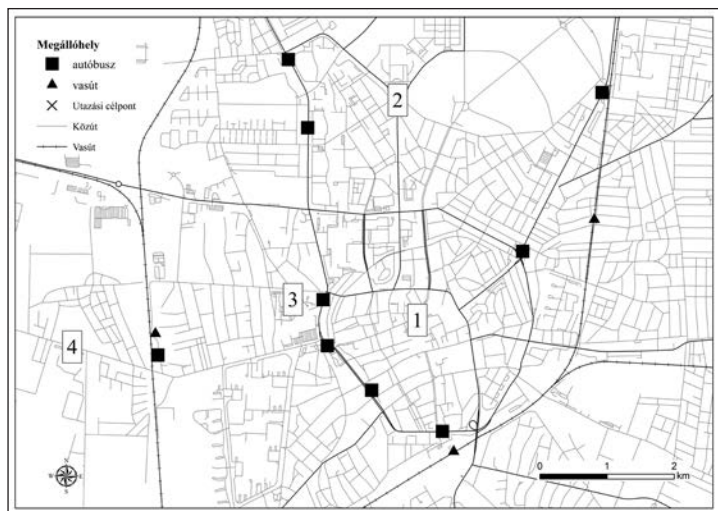 Megállóhely
autóbusz
vasút
Utazási célpont
Közút
Vasút
2
3
1
4
N
W E
S
0 1 2
km